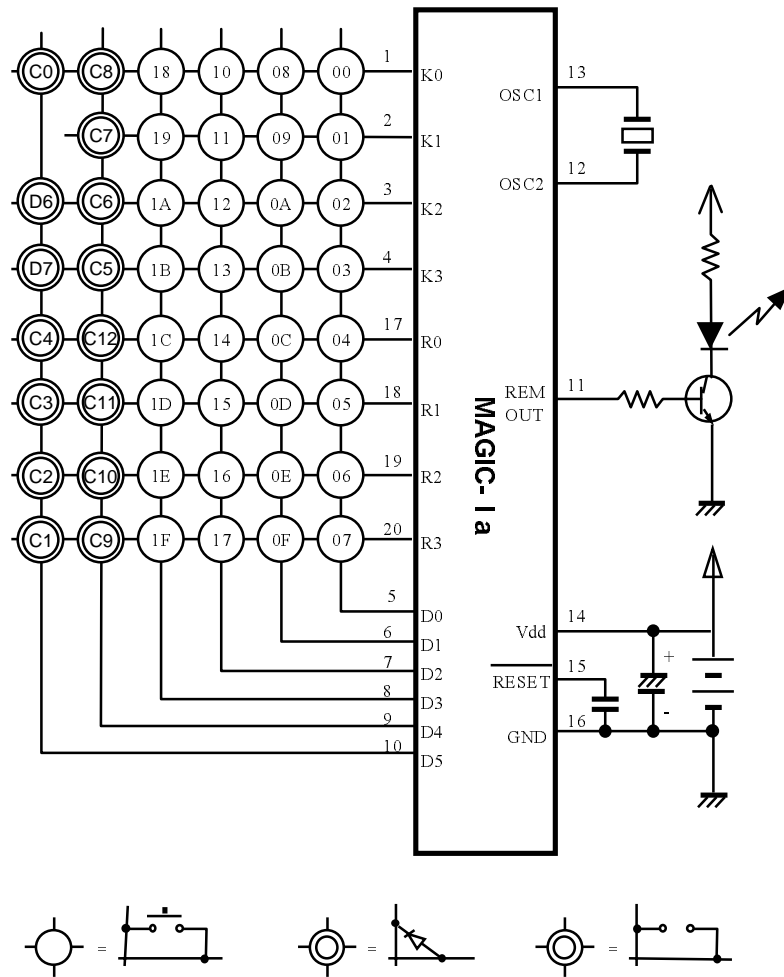 C0 C8 18 10 08 00 1 K0
C7 19 11 09 01 2 K1
D6 C6 1A 12 0A 02 3 K2
D7 C5 1B 13 0B 03 4 K3
C4 C12 1C 14 0C 04 17 R0
C3 C11 1D 15 0D 05 18 R1
C2 C10 1E 16 0E 06 19 R2
C1 C9 1F 17 0F 07 20 R3
5 D0
6 D1
7 D2
8 D3
9 D4
10 D5
MAGIC- I a
OSC1 13
OSC2 12
REM 11
OUT
Vdd 14
RESET 15
GND 16
+
-
= = =